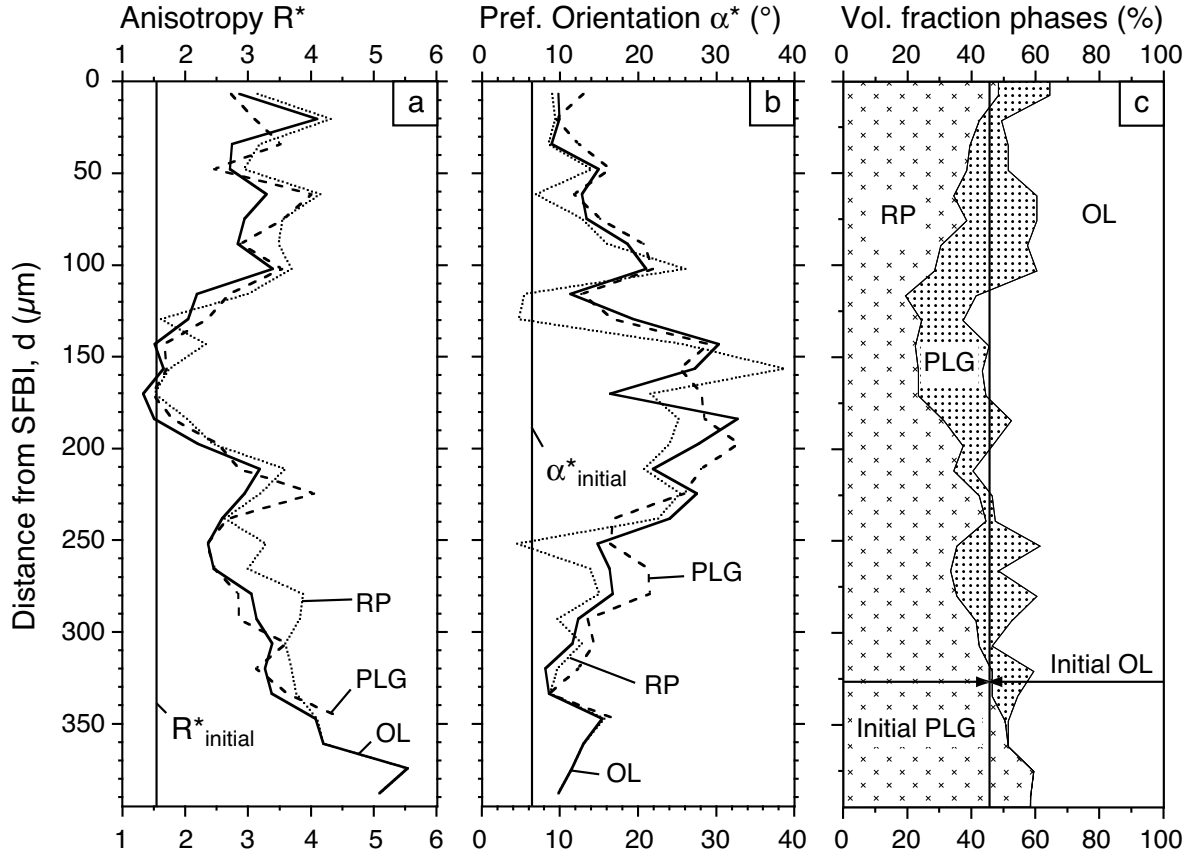 Anisotropy R*
Pref. Orientation α* (°)
Vol. fraction phases (%)
1 2 3 4 5 6
0 10 20 30 40
0 20 40 60 80 100
0
50
100
150
200
250
300
350
Distance from SFBI, d (µm)
a
b
c
RP
PLG
OL
R*initial
α*initial
PLG
RP
OL
RP
OL
PLG
Initial OL
Initial PLG
1 2 3 4 5 6
0 10 20 30 40
0 20 40 60 80 100